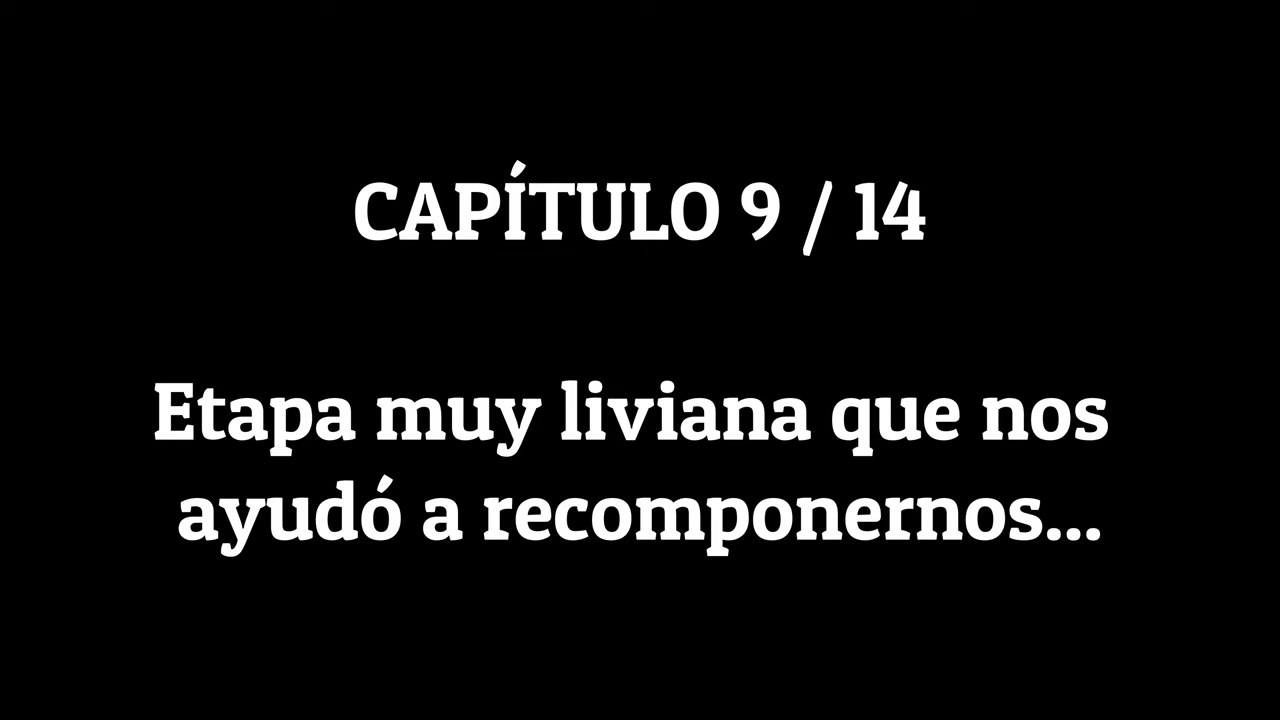 CAPÍTULO 9 / 14
Etapa muy liviana que nos
ayudó a recomponernos...